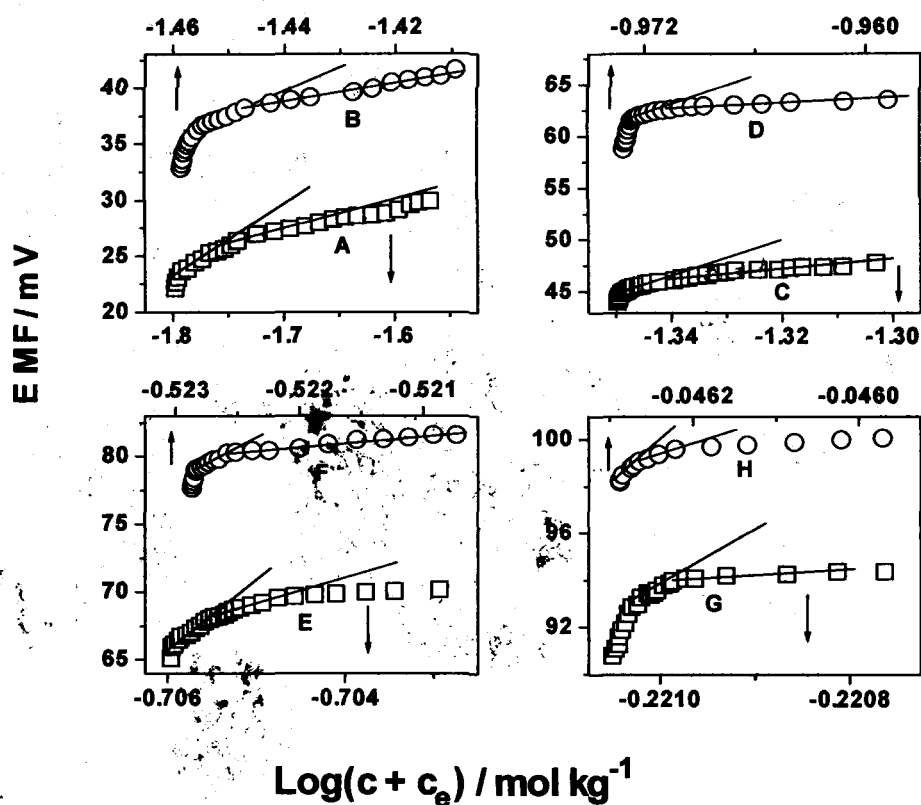 -1.46 -1.44 -1.42 -0.972 -0.960
40 B 65 D
35 60
30 55
25 A 50
20 45 C
-1.8 -1.7 -1.6 -1.34 -1.32 -1.30
EMF/mV
-0.523 -0.522 -0.521 -0.0462 -0.0460
80 F 100 H
75 96
70 E 92 G
65
-0.706 -0.704 -0.2210 -0.2208
Log(c + ce) / mol kg-1